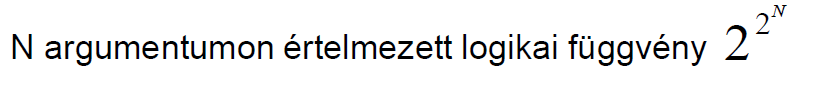 N argumentumon értelmezett logikai függvény $2^{2^N}$